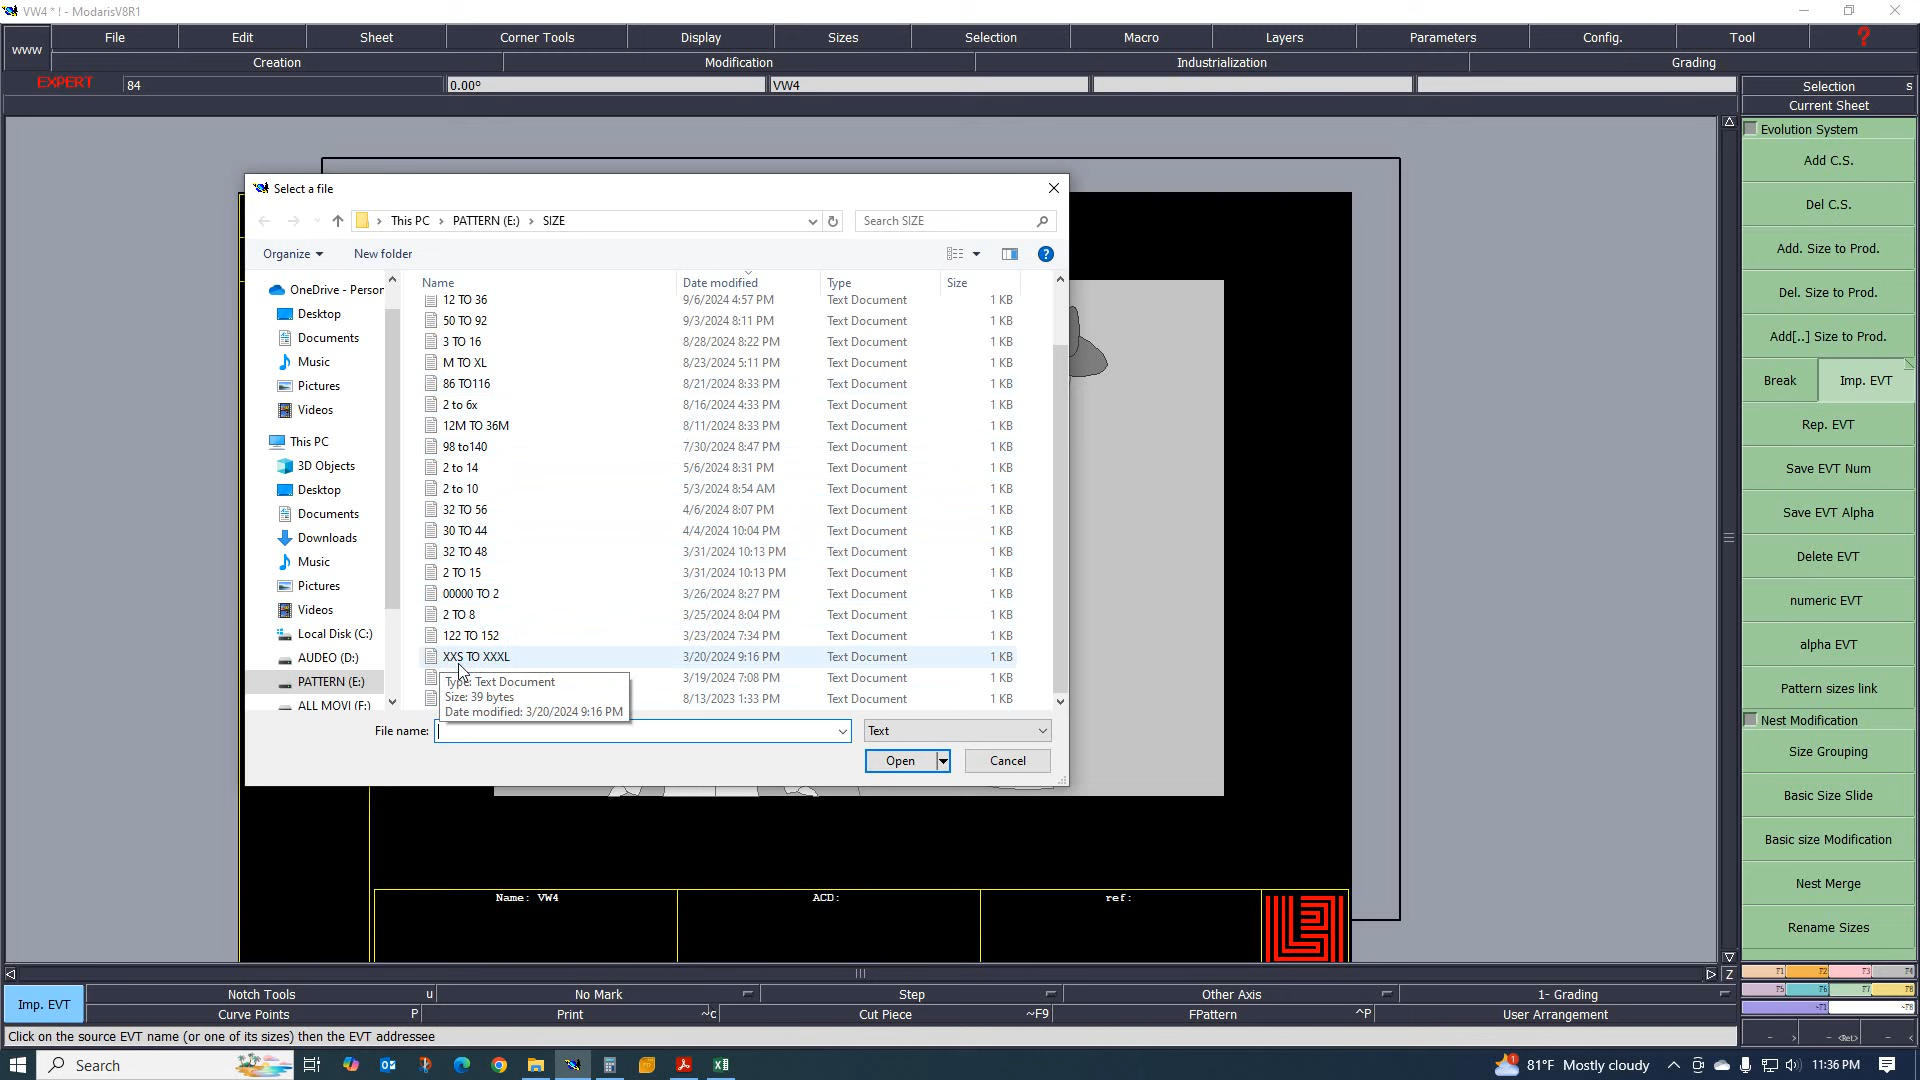 VW4 * ! - ModarisV8R1
www
File Edit Sheet Corner Tools Display Sizes Selection Macro Layers Parameters Config. Tool ?
Creation Modification Industrialization Grading
EXPERT 84 0.00° VW4
Selection s
Current Sheet
Evolution System
Add C.S.
Del C.S.
Add. Size to Prod.
Del. Size to Prod.
Add[..] Size to Prod.
Break Imp. EVT
Rep. EVT
Save EVT Num
Save EVT Alpha
Delete EVT
numeric EVT
alpha EVT
Pattern sizes link
Nest Modification
Size Grouping
Basic Size Slide
Basic size Modification
Nest Merge
Rename Sizes
Select a file
This PC > PATTERN (E:) > SIZE
Search SIZE
Organize New folder
OneDrive - Person
Desktop
Documents
Music
Pictures
Videos
This PC
3D Objects
Desktop
Documents
Downloads
Music
Pictures
Videos
Local Disk (C:)
AUDEO (D:)
PATTERN (E:)
ALL MOVI (F:)
Name Date modified Type Size
12 TO 36 9/6/2024 4:57 PM Text Document 1 KB
50 TO 92 9/3/2024 8:11 PM Text Document 1 KB
3 TO 16 8/28/2024 8:22 PM Text Document 1 KB
M TO XL 8/23/2024 5:11 PM Text Document 1 KB
86 TO116 8/21/2024 8:33 PM Text Document 1 KB
2 to 6x 8/16/2024 4:33 PM Text Document 1 KB
12M TO 36M 8/11/2024 8:33 PM Text Document 1 KB
98 to140 7/30/2024 8:47 PM Text Document 1 KB
2 to 14 5/6/2024 8:31 PM Text Document 1 KB
2 to 10 5/3/2024 8:54 AM Text Document 1 KB
32 TO 56 4/6/2024 8:07 PM Text Document 1 KB
30 TO 44 4/4/2024 10:04 PM Text Document 1 KB
32 TO 48 3/31/2024 10:13 PM Text Document 1 KB
2 TO 15 3/31/2024 10:13 PM Text Document 1 KB
00000 TO 2 3/26/2024 8:27 PM Text Document 1 KB
2 TO 8 3/25/2024 8:04 PM Text Document 1 KB
122 TO 152 3/23/2024 7:34 PM Text Document 1 KB
XXS TO XXXL 3/20/2024 9:16 PM Text Document 1 KB
3/19/2024 7:08 PM Text Document 1 KB
8/13/2023 1:33 PM Text Document 1 KB
Type: Text Document
Size: 39 bytes
Date modified: 3/20/2024 9:16 PM
File name: Text
Open Cancel
Name: VW4 ACD: ref:
Z
F1 F2 F3 F4
F5 F6 F7 F8
~F1 ~F8
<Rel>
Imp. EVT
Notch Tools u No Mark Step Other Axis 1- Grading
Curve Points P Print ~c Cut Piece ~F9 FPattern ^P User Arrangement
Click on the source EVT name (or one of its sizes) then the EVT addressee
Search
1
81°F Mostly cloudy
11:36 PM